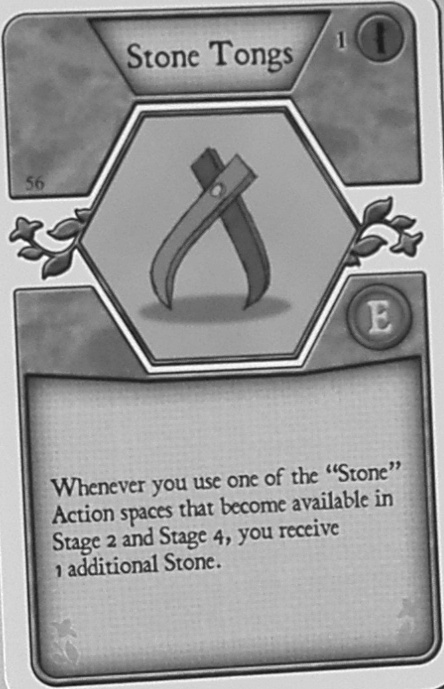 Stone Tongs
1
56
E
Whenever you use one of the “Stone”
Action spaces that become available in
Stage 2 and Stage 4, you receive
1 additional Stone.